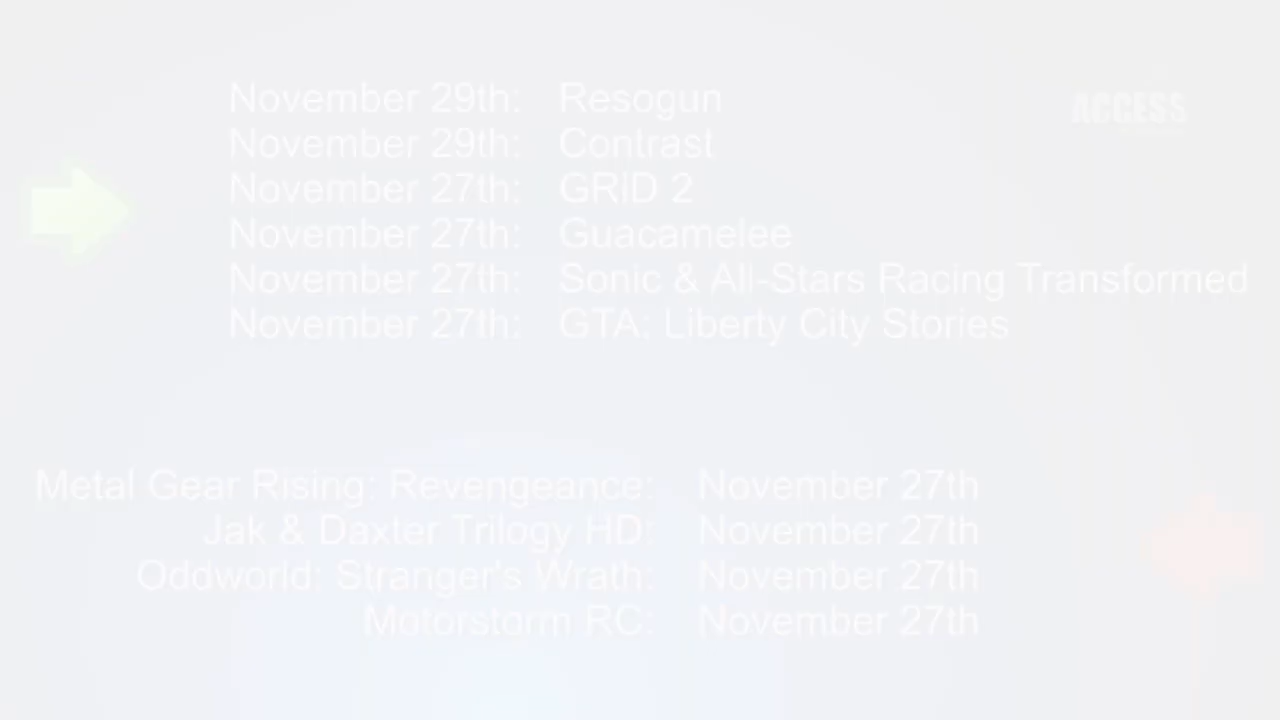 November 29th: Resogun
ACCESS
November 29th: Contrast
November 27th: GRID 2
November 27th: Guacamelee
November 27th: Sonic & All-Stars Racing Transformed
November 27th: GTA: Liberty City Stories
Metal Gear Rising: Revengeance: November 27th
Jak & Daxter Trilogy HD: November 27th
Oddworld: Stranger's Wrath: November 27th
Motorstorm RC: November 27th